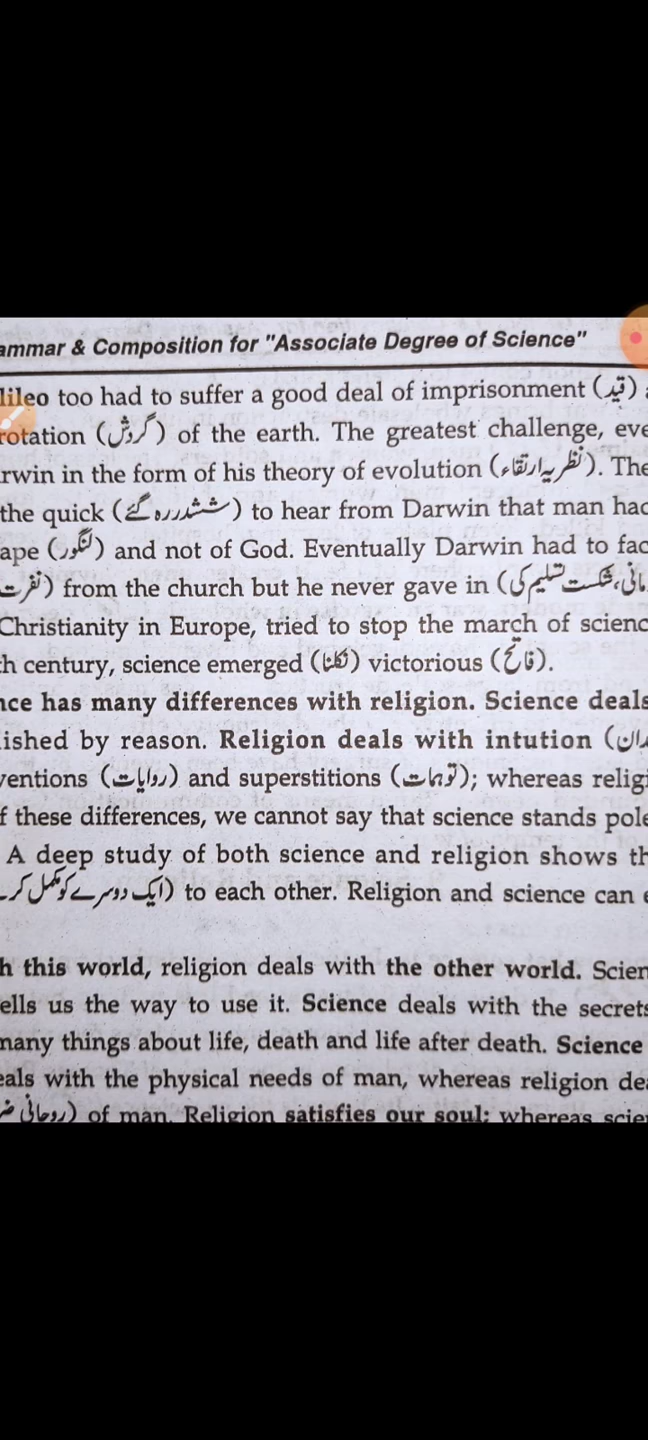 ammar & Composition for "Associate Degree of Science"
lileo too had to suffer a good deal of imprisonment (قید)
rotation (گردش) of the earth. The greatest challenge, eve
rwin in the form of his theory of evolution (نظریہ ارتقاء). The
the quick (ششدر رہ گئے) to hear from Darwin that man had
ape (لنگور) and not of God. Eventually Darwin had to fac
نفرت) from the church but he never gave in (مانی، شکست تسلیم کی
Christianity in Europe, tried to stop the march of scienc
h century, science emerged (نکلنا) victorious (فاتح).
nce has many differences with religion. Science deals
ished by reason. Religion deals with intution (دان
ventions (روایات) and superstitions (توہمات); whereas religi
f these differences, we cannot say that science stands pole
A deep study of both science and religion shows th
ایک دوسرے کو مکمل کرنے) to each other. Religion and science can e
h this world, religion deals with the other world. Scien
ells us the way to use it. Science deals with the secrets
many things about life, death and life after death. Science
eals with the physical needs of man, whereas religion dea
روحانی ض) of man. Religion satisfies our soul; whereas scien